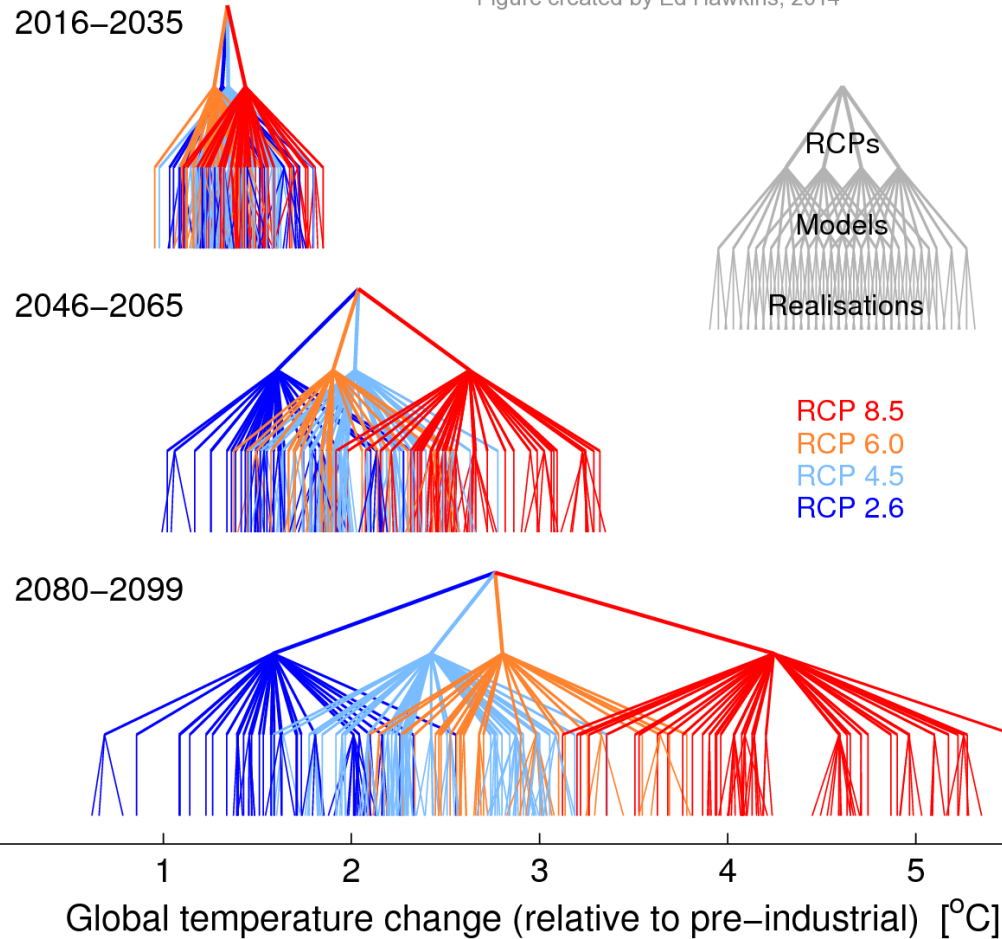 Figure created by Ed Hawkins, 2014
2016–2035
RCPs
Models
Realisations
2046–2065
RCP 8.5
RCP 6.0
RCP 4.5
RCP 2.6
2080–2099
1 2 3 4 5
Global temperature change (relative to pre–industrial) [°C]